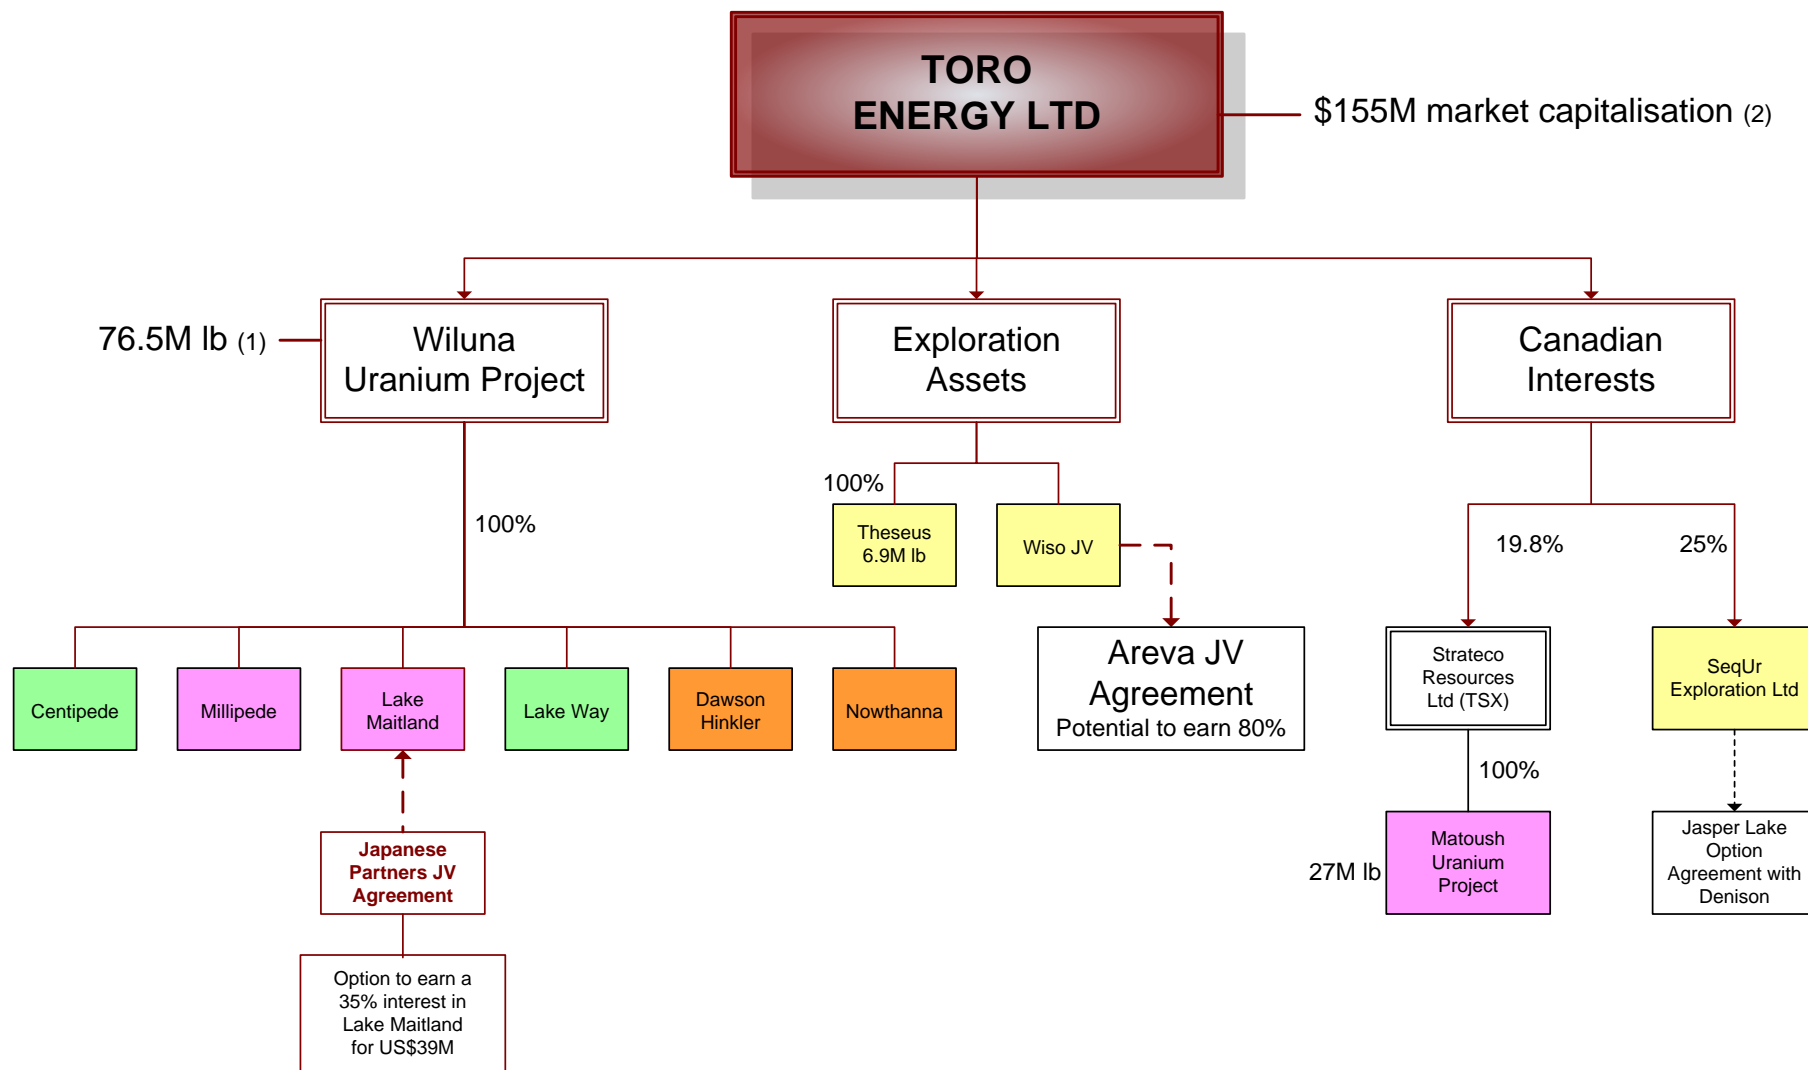 TORO
ENERGY LTD
$155M market capitalisation (2)
76.5M lb (1)
Wiluna
Uranium Project
Exploration
Assets
Canadian
Interests
100%
100%
Theseus
6.9M lb
Wiso JV
19.8%
25%
Centipede
Millipede
Lake
Maitland
Lake Way
Dawson
Hinkler
Nowthanna
Areva JV
Agreement
Potential to earn 80%
Strateco
Resources
Ltd (TSX)
SeqUr
Exploration Ltd
100%
Japanese
Partners JV
Agreement
27M lb
Matoush
Uranium
Project
Jasper Lake
Option
Agreement with
Denison
Option to earn a
35% interest in
Lake Maitland
for US$39M